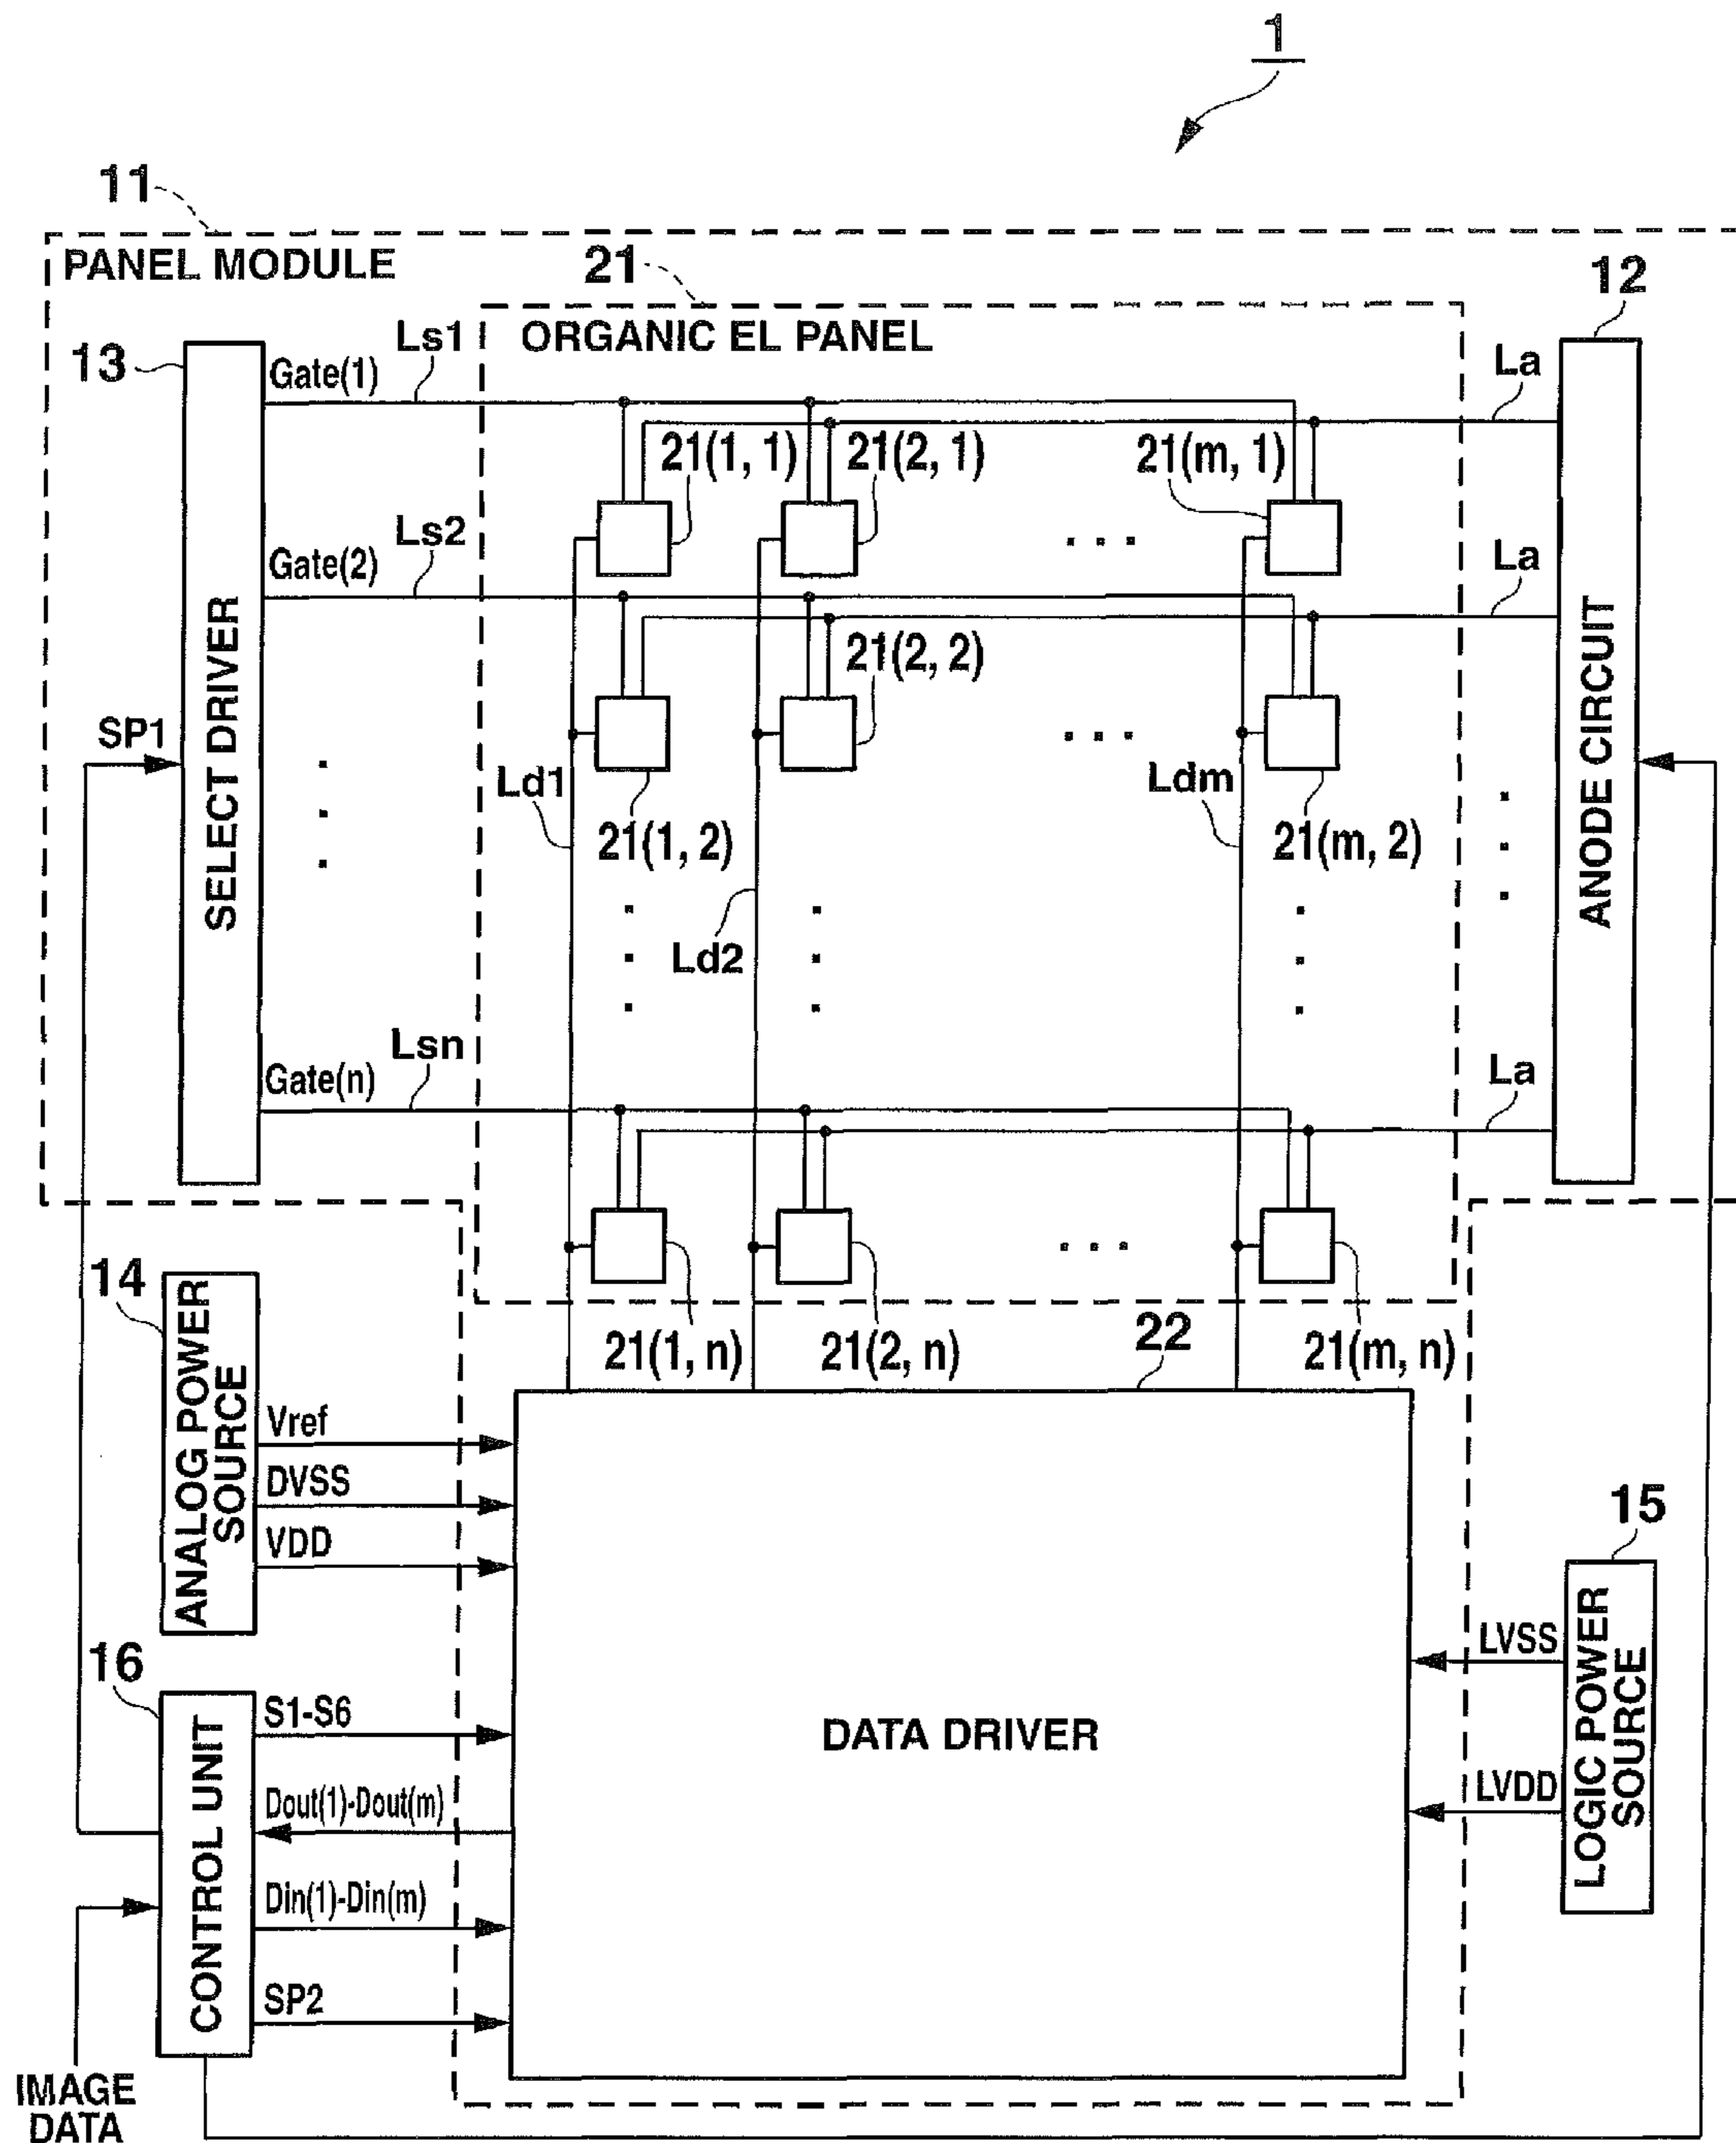 1
11
PANEL MODULE
21
12
ORGANIC EL PANEL
13
Gate(1)
Ls1
La
21(1, 1)
21(2, 1)
21(m, 1)
Gate(2)
Ls2
La
21(2, 2)
SELECT DRIVER
ANODE CIRCUIT
SP1
Ld1
Ldm
21(1, 2)
21(m, 2)
Ld2
Gate(n)
Lsn
La
14
21(1, n)
21(2, n)
22
21(m, n)
ANALOG POWER
SOURCE
Vref
DVSS
VDD
15
LOGIC POWER
SOURCE
LVSS
LVDD
16
CONTROL UNIT
S1-S6
DATA DRIVER
Dout(1)-Dout(m)
Din(1)-Din(m)
SP2
IMAGE
DATA